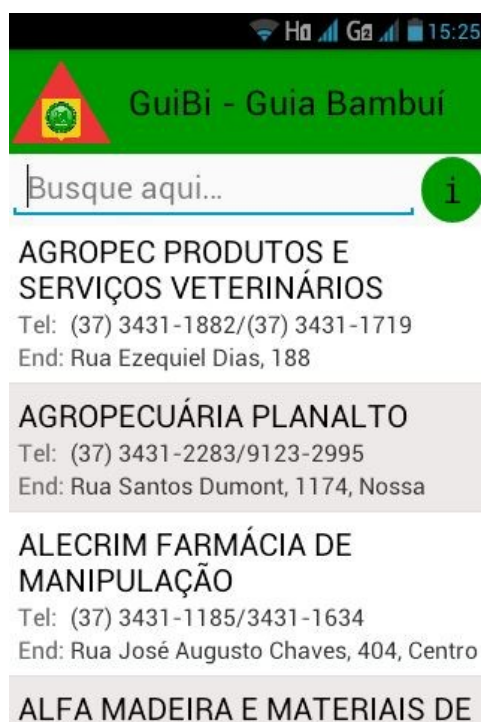 H G2 15:25
GuiBi - Guia Bambuí
Busque aqui...
i
AGROPEC PRODUTOS E
SERVIÇOS VETERINÁRIOS
Tel: (37) 3431-1882/(37) 3431-1719
End: Rua Ezequiel Dias, 188
AGROPECUÁRIA PLANALTO
Tel: (37) 3431-2283/9123-2995
End: Rua Santos Dumont, 1174, Nossa
ALECRIM FARMÁCIA DE
MANIPULAÇÃO
Tel: (37) 3431-1185/3431-1634
End: Rua José Augusto Chaves, 404, Centro
ALFA MADEIRA E MATERIAIS DE